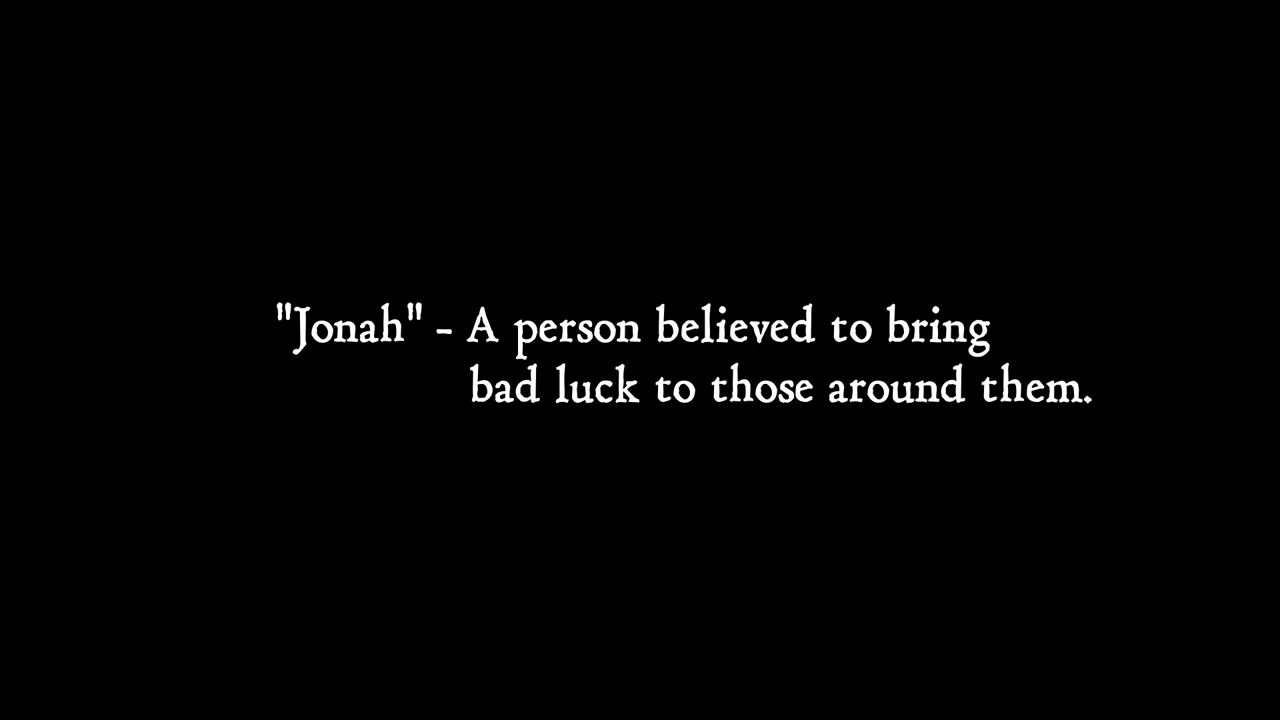 "Jonah" - A person believed to bring
bad luck to those around them.